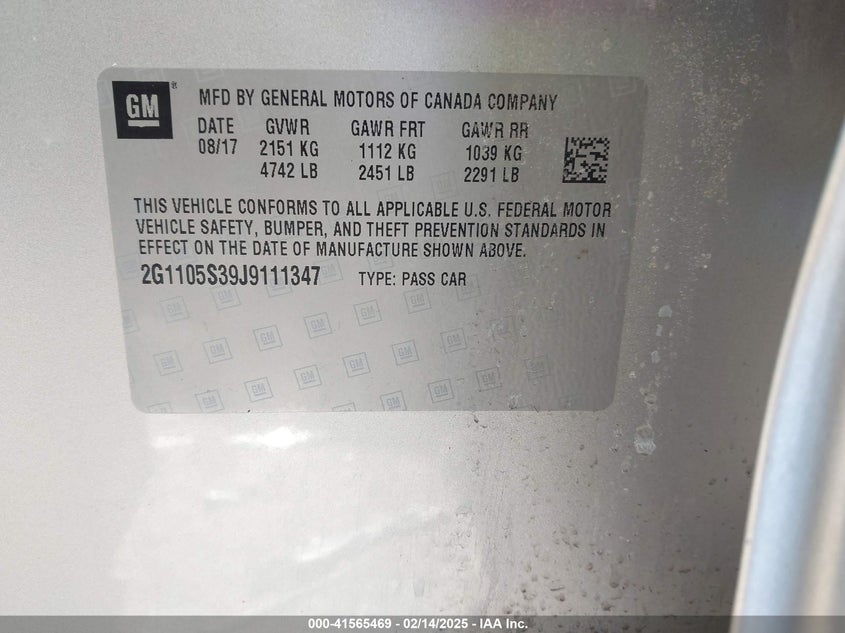 GM
MFD BY GENERAL MOTORS OF CANADA COMPANY
DATE GVWR GAWR FRT GAWR RR
08/17 2151 KG 1112 KG 1039 KG
4742 LB 2451 LB 2291 LB
THIS VEHICLE CONFORMS TO ALL APPLICABLE U.S. FEDERAL MOTOR
VEHICLE SAFETY, BUMPER, AND THEFT PREVENTION STANDARDS IN
EFFECT ON THE DATE OF MANUFACTURE SHOWN ABOVE.
2G1105S39J9111347 TYPE: PASS CAR
000-41565469 - 02/14/2025 - IAA Inc.